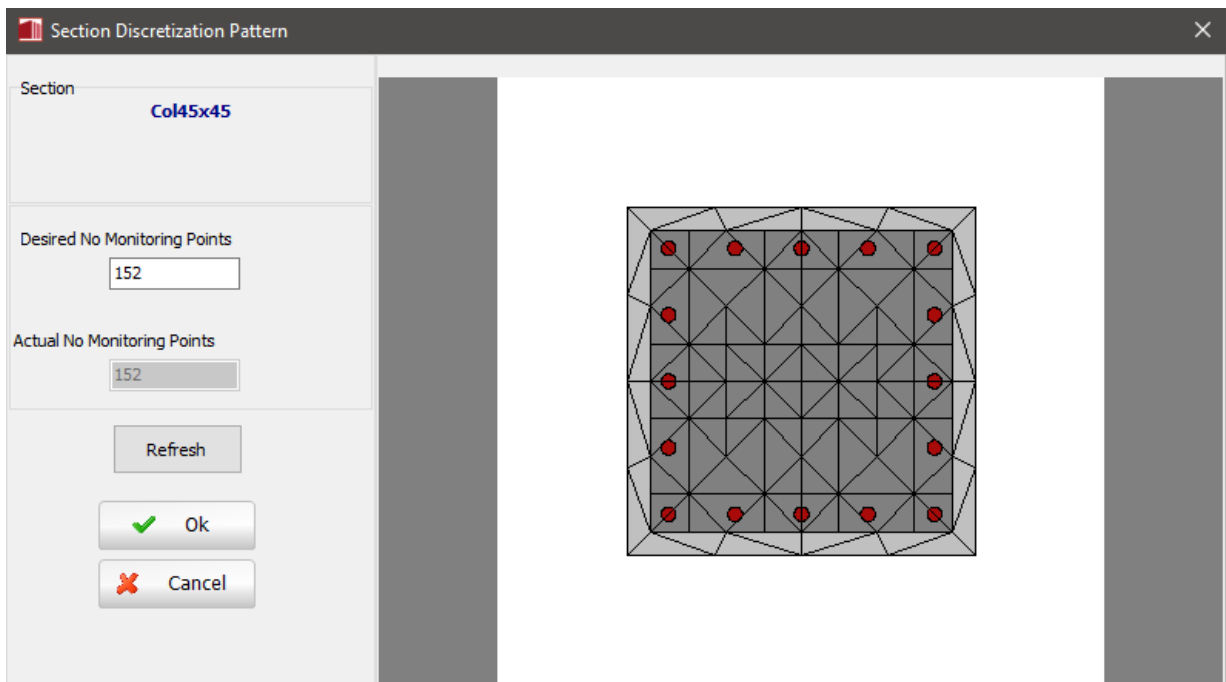 Section Discretization Pattern
Section
Col45x45
Desired No Monitoring Points
152
Actual No Monitoring Points
152
Refresh
Ok
Cancel